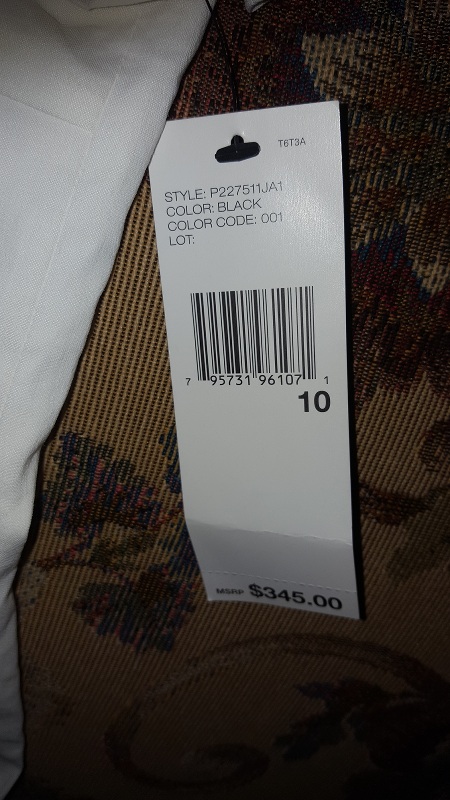 T6T3A
STYLE: P227511JA1
COLOR: BLACK
COLOR CODE: 001
LOT:
7 95731 96107 1
10
MSRP $345.00